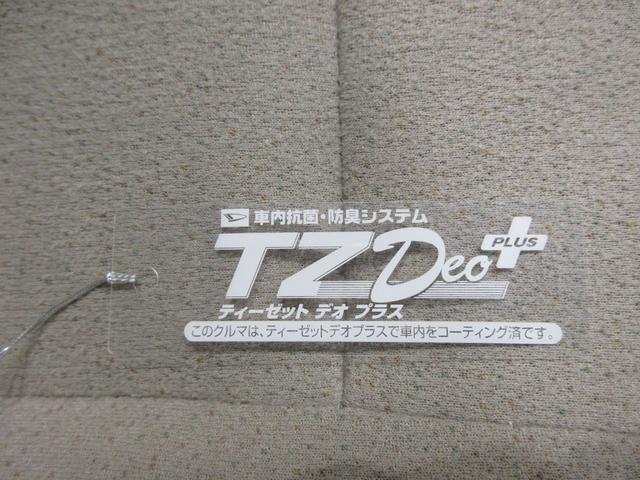 車内抗菌・防臭システム
TZ Deo PLUS
ティーゼット デオ プラス
このクルマは、ティーゼットデオプラスで車内をコーティング済です。